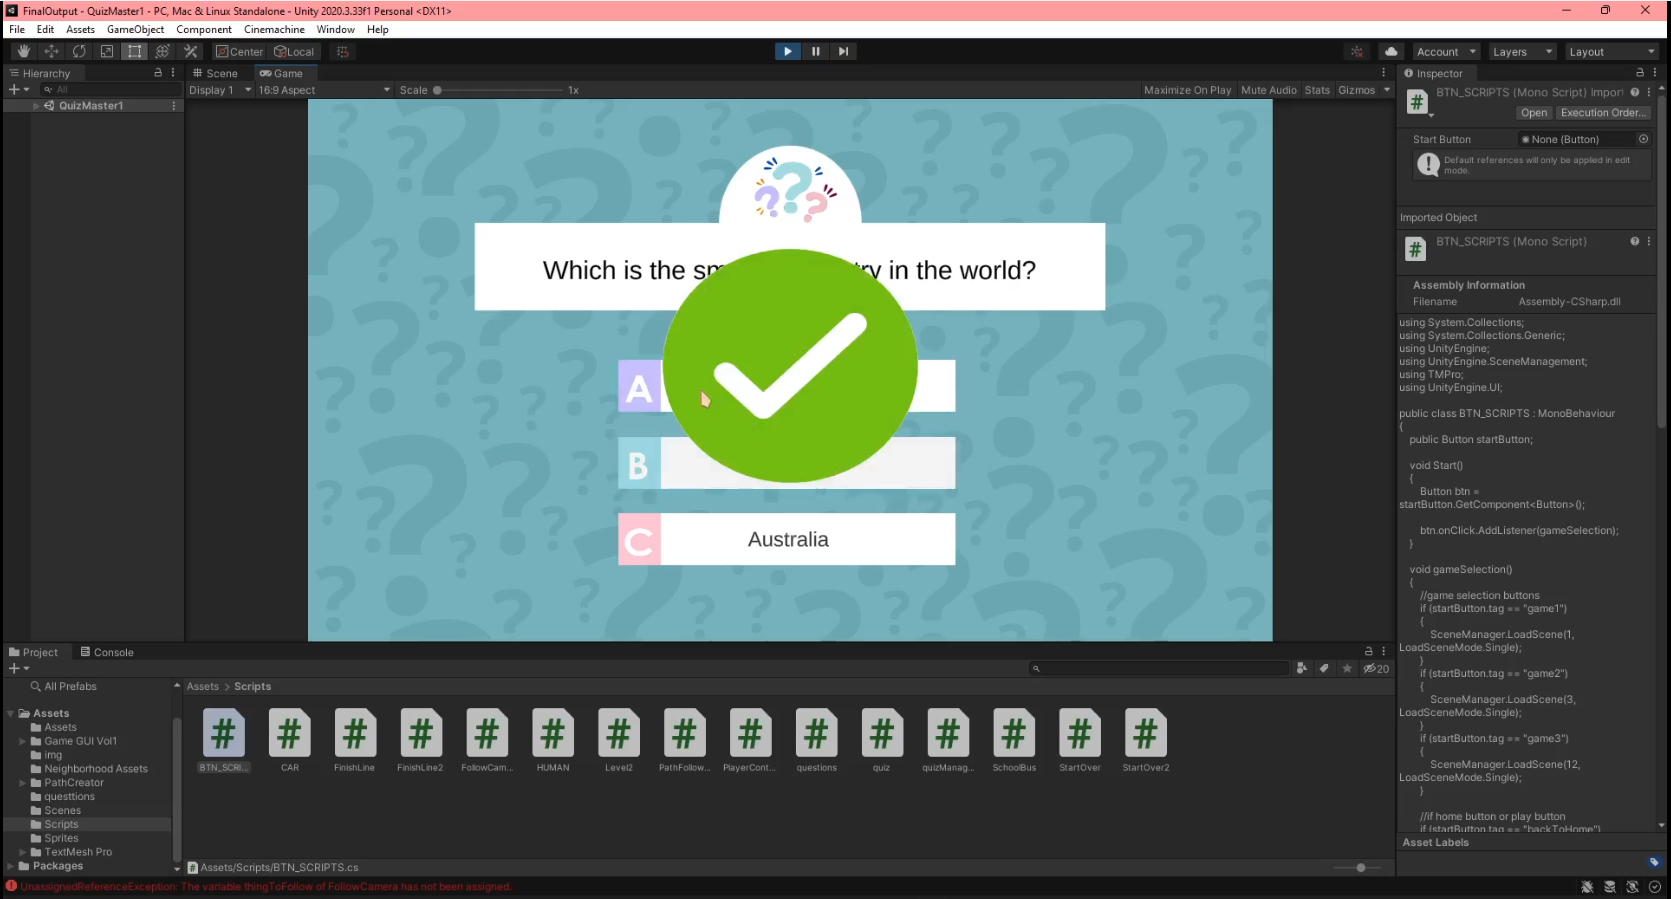 FinalOutput - QuizMaster1 - PC, Mac & Linux Standalone - Unity 2020.3.33f1 Personal <DX11>
File Edit Assets GameObject Component Cinemachine Window Help
Center Local Account Layers Layout
Hierarchy
All
QuizMaster1
Scene Game
Display 1 16:9 Aspect Scale 1x Maximize On Play Mute Audio Stats Gizmos
???
Which is the sm ry in the world?
A
B
C Australia
Inspector
BTN_SCRIPTS (Mono Script) Import
Open Execution Order...
Start Button None (Button)
Default references will only be applied in edit
mode.
Imported Object
BTN_SCRIPTS (Mono Script)
Assembly Information
Filename Assembly-CSharp.dll
using System.Collections;
using System.Collections.Generic;
using UnityEngine;
using UnityEngine.SceneManagement;
using TMPro;
using UnityEngine.UI;
public class BTN_SCRIPTS : MonoBehaviour
{
public Button startButton;
void Start()
{
Button btn =
startButton.GetComponent<Button>();
btn.onClick.AddListener(gameSelection);
}
void gameSelection()
{
//game selection buttons
if (startButton.tag == "game1")
{
SceneManager.LoadScene(1,
LoadSceneMode.Single);
}
if (startButton.tag == "game2")
{
SceneManager.LoadScene(3,
LoadSceneMode.Single);
}
if (startButton.tag == "game3")
{
SceneManager.LoadScene(12,
LoadSceneMode.Single);
}
//if home button or play button
if (startButton.tag == "backToHome")
Asset Labels
Project Console
20
All Prefabs
Assets
Assets
Game GUI Vol1
img
Neighborhood Assets
PathCreator
questtions
Scenes
Scripts
Sprites
TextMesh Pro
Packages
Assets > Scripts
BTN_SCRI... CAR FinishLine FinishLine2 FollowCam... HUMAN Level2 PathFollow... PlayerCont... questions quiz quizManag... SchoolBus StartOver StartOver2
Assets/Scripts/BTN_SCRIPTS.cs
UnassignedReferenceException: The variable thingToFollow of FollowCamera has not been assigned.